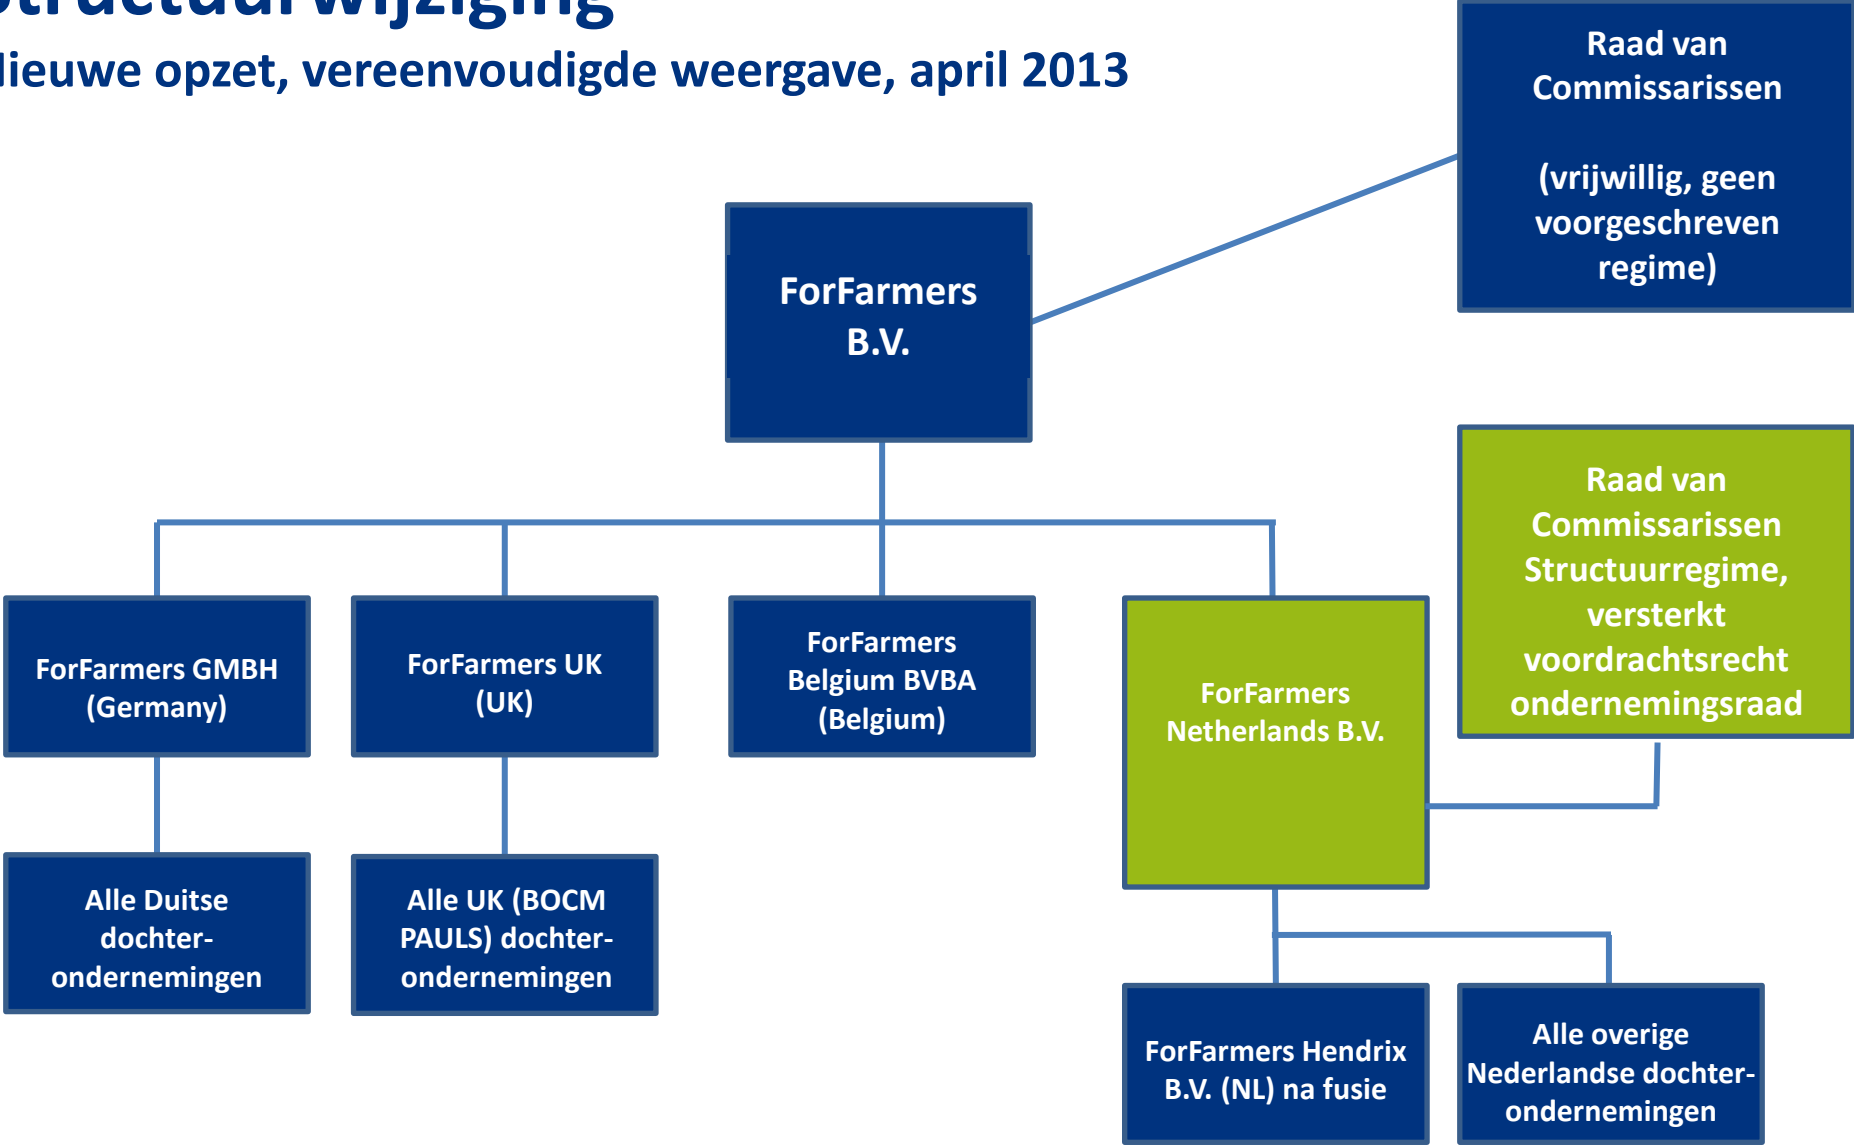 Structuurwijziging
Nieuwe opzet, vereenvoudigde weergave, april 2013
Raad van
Commissarissen
(vrijwillig, geen
voorgeschreven
regime)
ForFarmers
B.V.
Raad van
Commissarissen
Structuurregime,
versterkt
voordrachtsrecht
ondernemingsraad
ForFarmers GMBH
(Germany)
ForFarmers UK
(UK)
ForFarmers
Belgium BVBA
(Belgium)
ForFarmers
Netherlands B.V.
Alle Duitse
dochter-
ondernemingen
Alle UK (BOCM
PAULS) dochter-
ondernemingen
ForFarmers Hendrix
B.V. (NL) na fusie
Alle overige
Nederlandse dochter-
ondernemingen